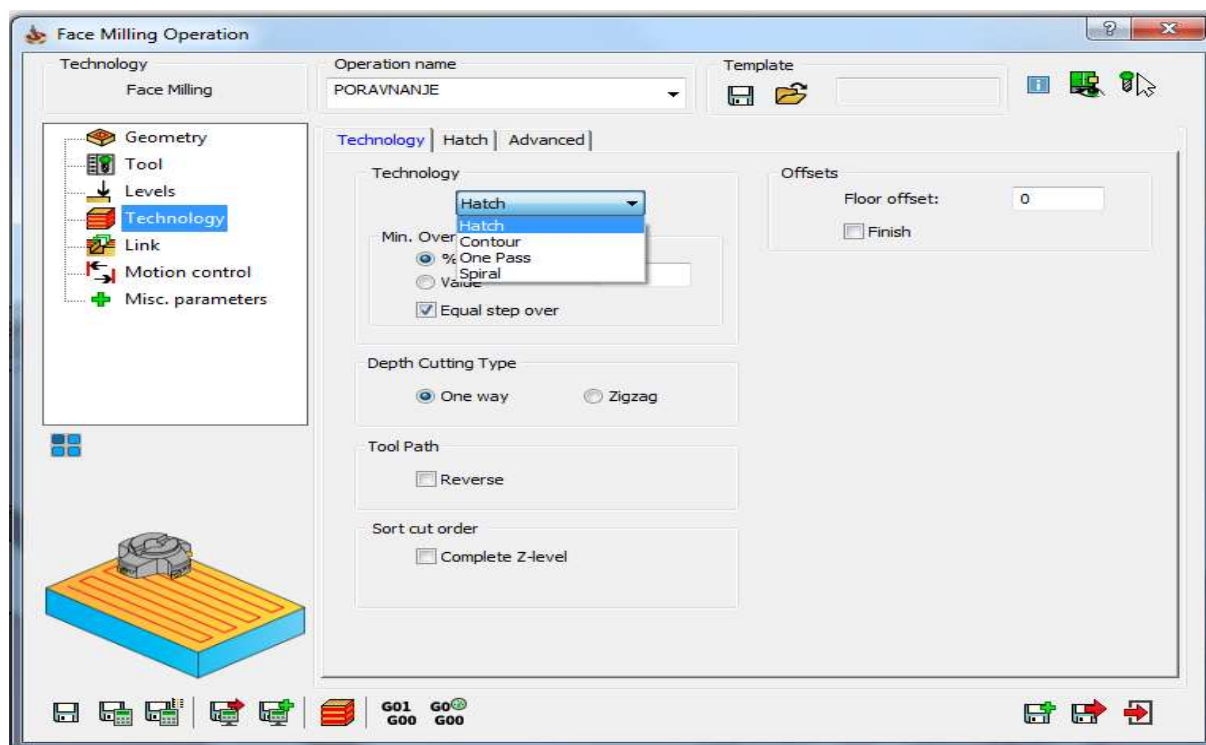 Face Milling Operation
Technology
Face Milling
Operation name
PORAVNANJE
Template
Geometry
Tool
Levels
Technology
Link
Motion control
Misc. parameters
Technology Hatch Advanced
Technology
Hatch
Hatch
Contour
One Pass
Spiral
Min. Over
%
Value
Equal step over
Depth Cutting Type
One way Zigzag
Tool Path
Reverse
Sort cut order
Complete Z-level
Offsets
Floor offset: 0
Finish
G01 G0
G00 G00